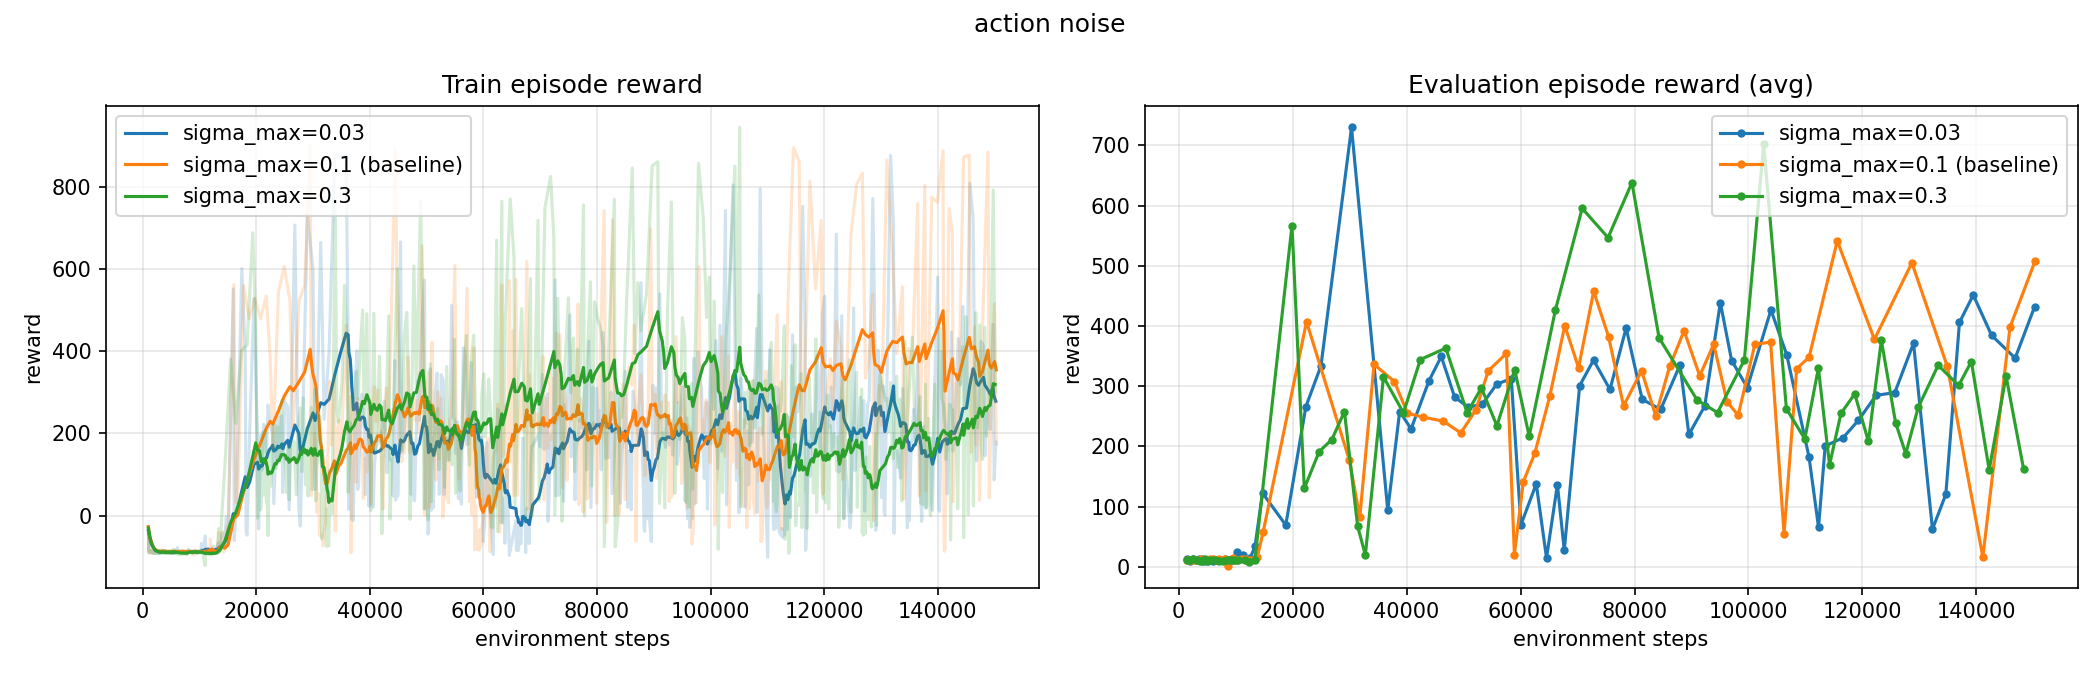 action noise
Train episode reward
sigma_max=0.03
sigma_max=0.1 (baseline)
sigma_max=0.3
800
600
400
200
0
reward
0
20000
40000
60000
80000
100000
120000
140000
environment steps
Evaluation episode reward (avg)
sigma_max=0.03
sigma_max=0.1 (baseline)
sigma_max=0.3
700
600
500
400
300
200
100
0
reward
0
20000
40000
60000
80000
100000
120000
140000
environment steps